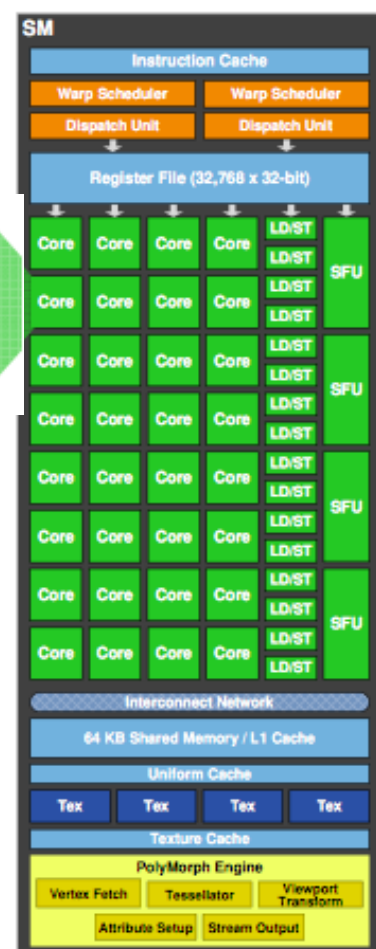 SM
Instruction Cache
Warp Scheduler Warp Scheduler
Dispatch Unit Dispatch Unit
Register File (32,768 x 32-bit)
Core Core Core Core LD/ST SFU
LD/ST
Core Core Core Core LD/ST
LD/ST
Core Core Core Core LD/ST SFU
LD/ST
Core Core Core Core LD/ST
LD/ST
Core Core Core Core LD/ST SFU
LD/ST
Core Core Core Core LD/ST
LD/ST
Core Core Core Core LD/ST SFU
LD/ST
Core Core Core Core LD/ST
LD/ST
Interconnect Network
64 KB Shared Memory / L1 Cache
Uniform Cache
Tex Tex Tex Tex
Texture Cache
PolyMorph Engine
Vertex Fetch Tessellator Viewport
Transform
Attribute Setup Stream Output